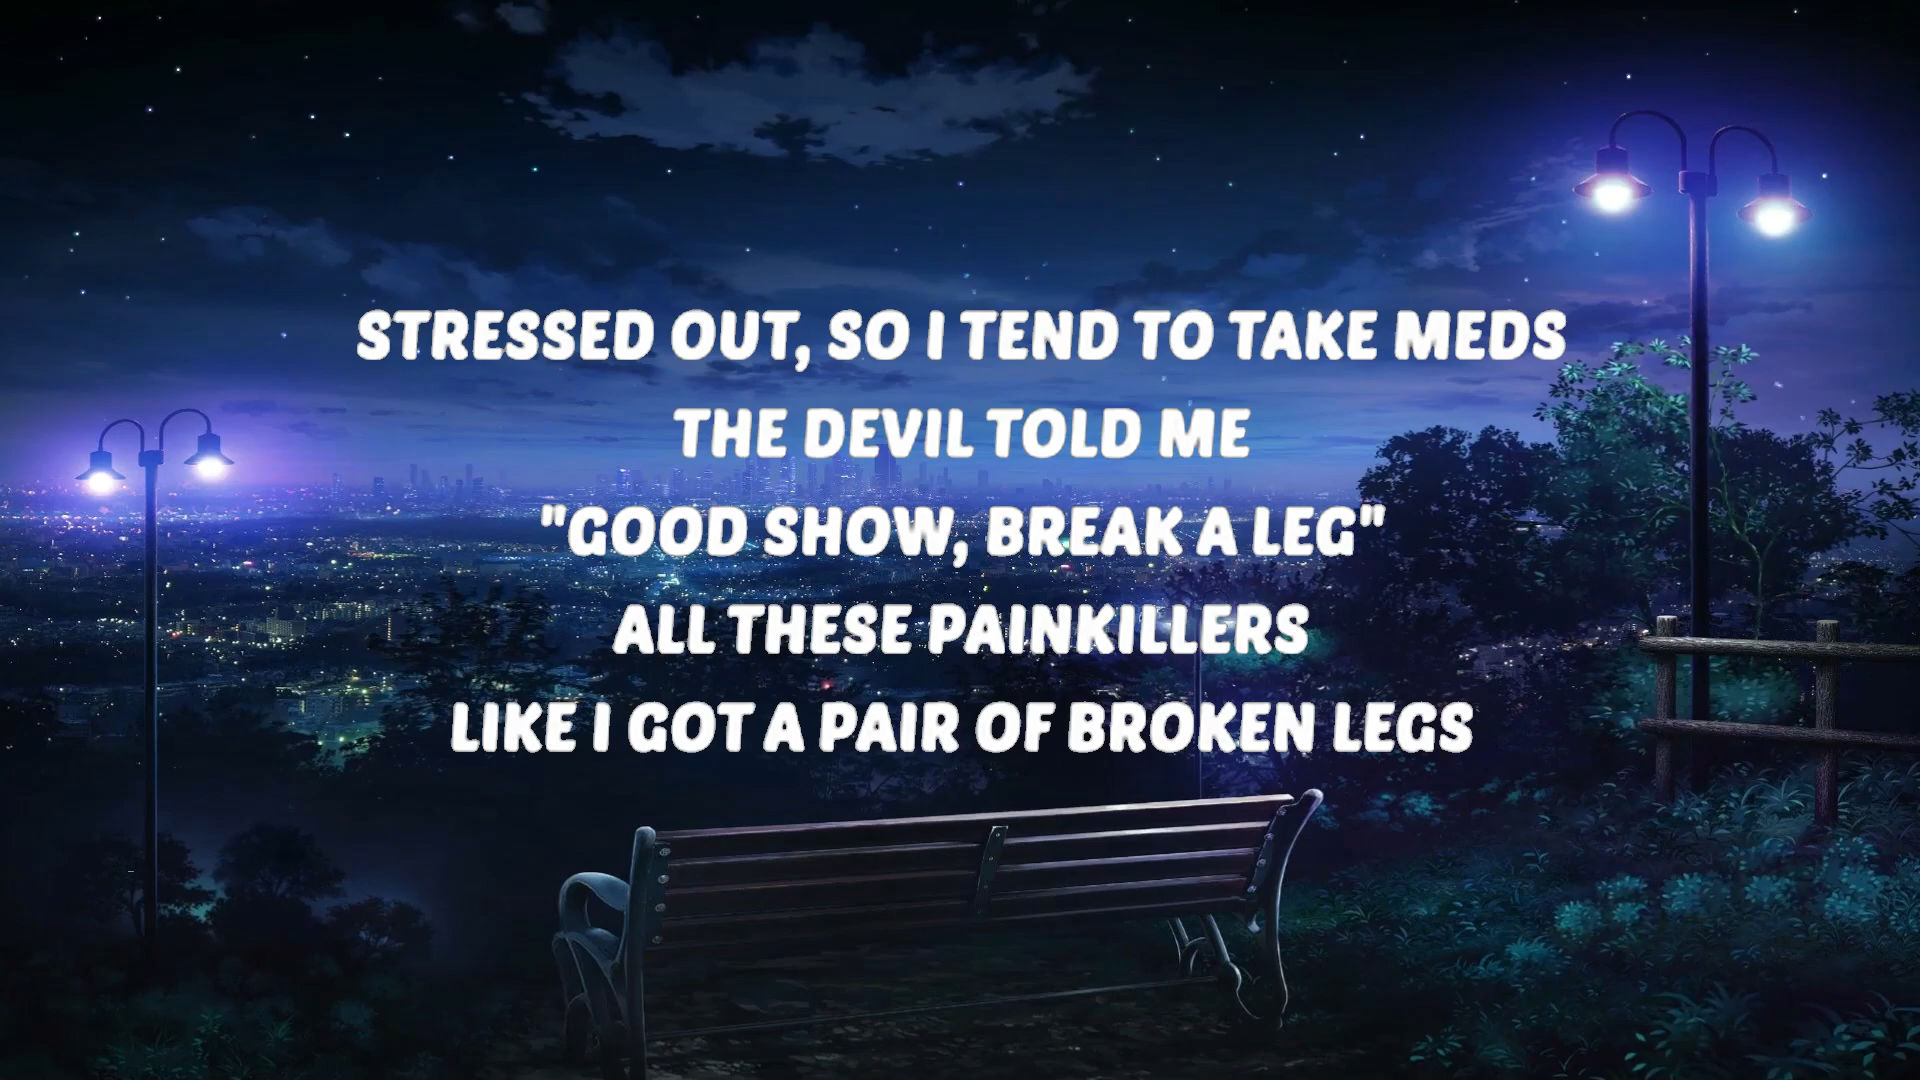 STRESSED OUT, SO I TEND TO TAKE MEDS
THE DEVIL TOLD ME
"GOOD SHOW, BREAK A LEG"
ALL THESE PAINKILLERS
LIKE I GOT A PAIR OF BROKEN LEGS